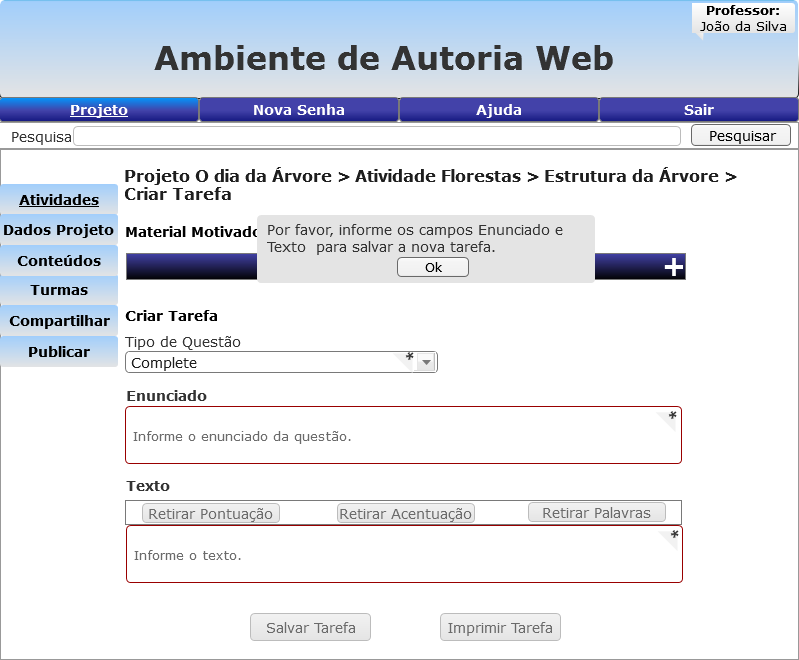 Professor:
João da Silva
Ambiente de Autoria Web
Projeto
Nova Senha
Ajuda
Sair
Pesquisa
Pesquisar
Atividades
Dados Projeto
Conteúdos
Turmas
Compartilhar
Publicar
Projeto O dia da Árvore > Atividade Florestas > Estrutura da Árvore >
Criar Tarefa
Material Motivado
Por favor, informe os campos Enunciado e
Texto para salvar a nova tarefa.
Ok
+
Criar Tarefa
Tipo de Questão
Complete
*
Enunciado
*
Informe o enunciado da questão.
Texto
Retirar Pontuação
Retirar Acentuação
Retirar Palavras
*
Informe o texto.
Salvar Tarefa
Imprimir Tarefa